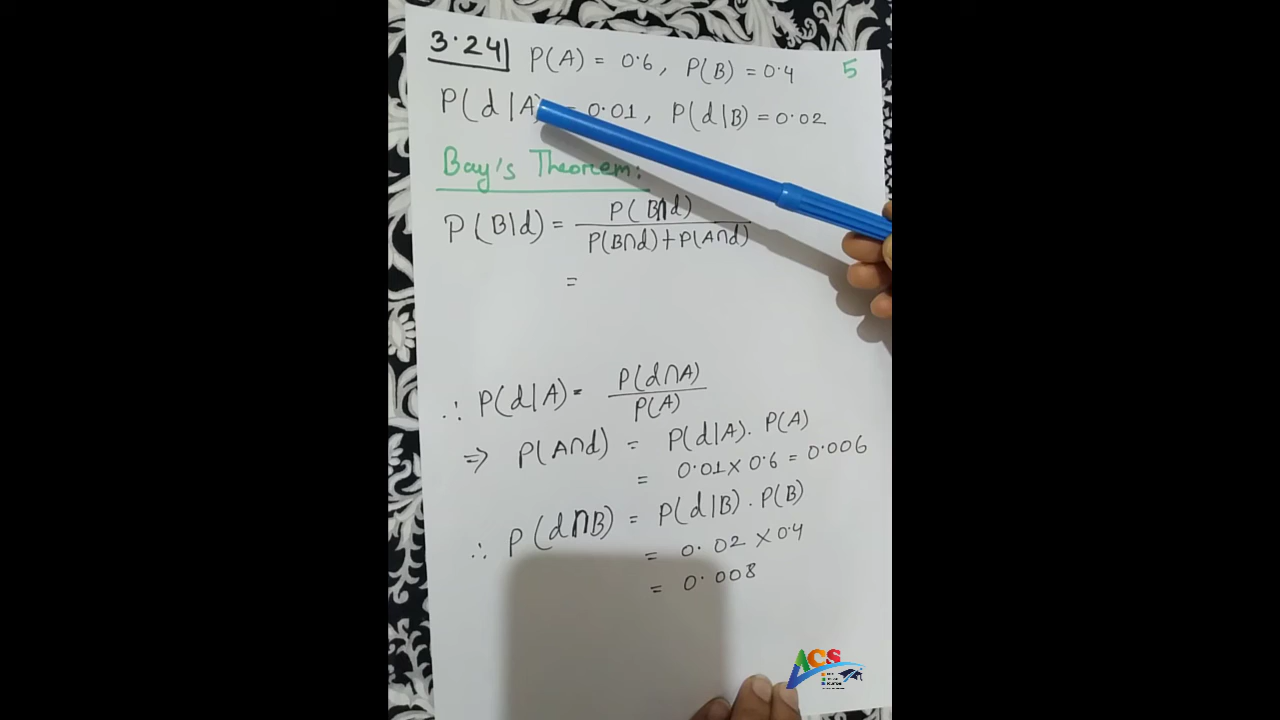 3.24 P(A) = 0.6, P(B) = 0.4 5
P(d|A) = 0.01, P(d|B) = 0.02
Bay's Theorem:
P(B|d) = P(B∩d)
P(B∩d)+P(A∩d)
=
∴ P(d|A) = P(d∩A)
P(A)
⇒ P(A∩d) = P(d|A). P(A)
= 0.01 × 0.6 = 0.006
∴ P(d∩B) = P(d|B). P(B)
= 0.02 × 0.4
= 0.008
ACS